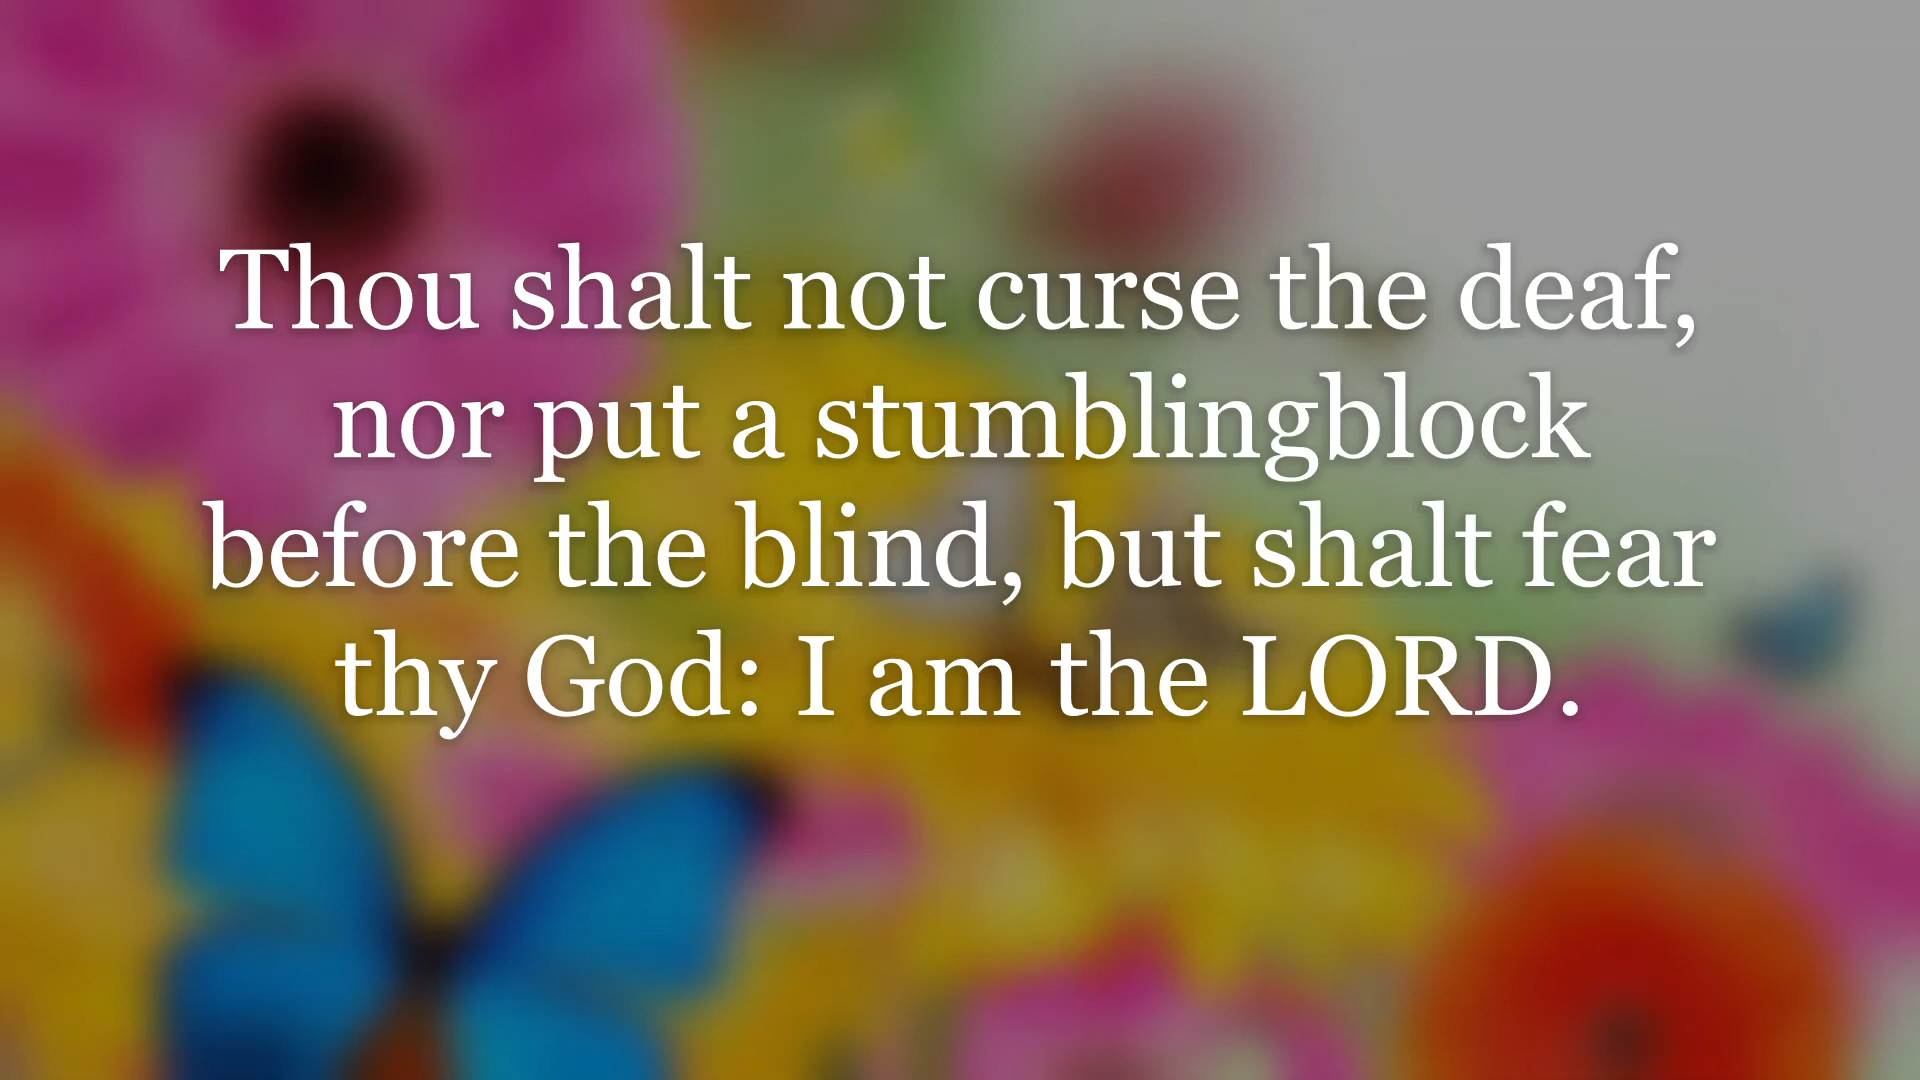 Thou shalt not curse the deaf,
nor put a stumblingblock
before the blind, but shalt fear
thy God: I am the LORD.